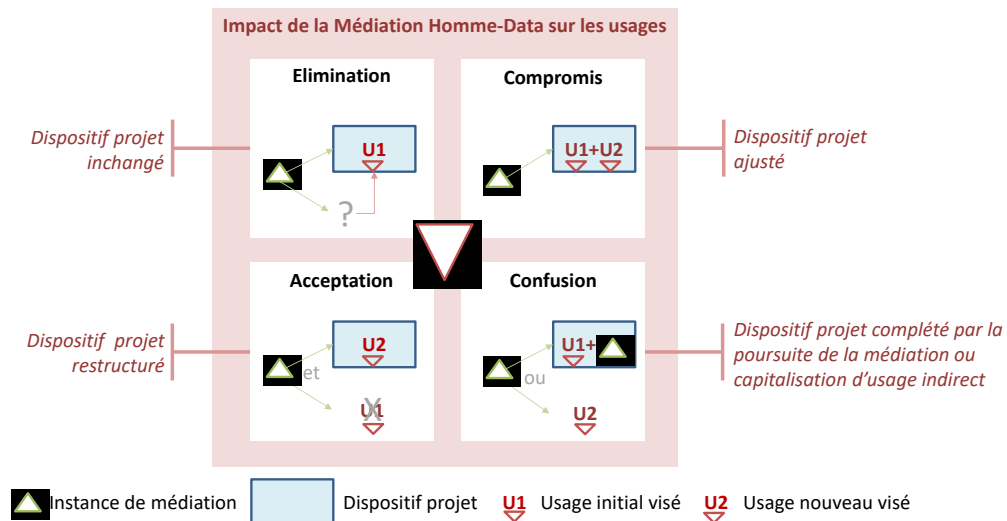 Impact de la Médiation Homme-Data sur les usages
Elimination
Compromis
Dispositif projet
inchangé
U1
?
U1+U2
Dispositif projet
ajusté
Acceptation
Confusion
Dispositif projet
restructuré
U2
et
U1
X
U1+
ou
U2
Dispositif projet complété par la
poursuite de la médiation ou
capitalisation d'usage indirect
Instance de médiation
Dispositif projet
U1 Usage initial visé
U2 Usage nouveau visé